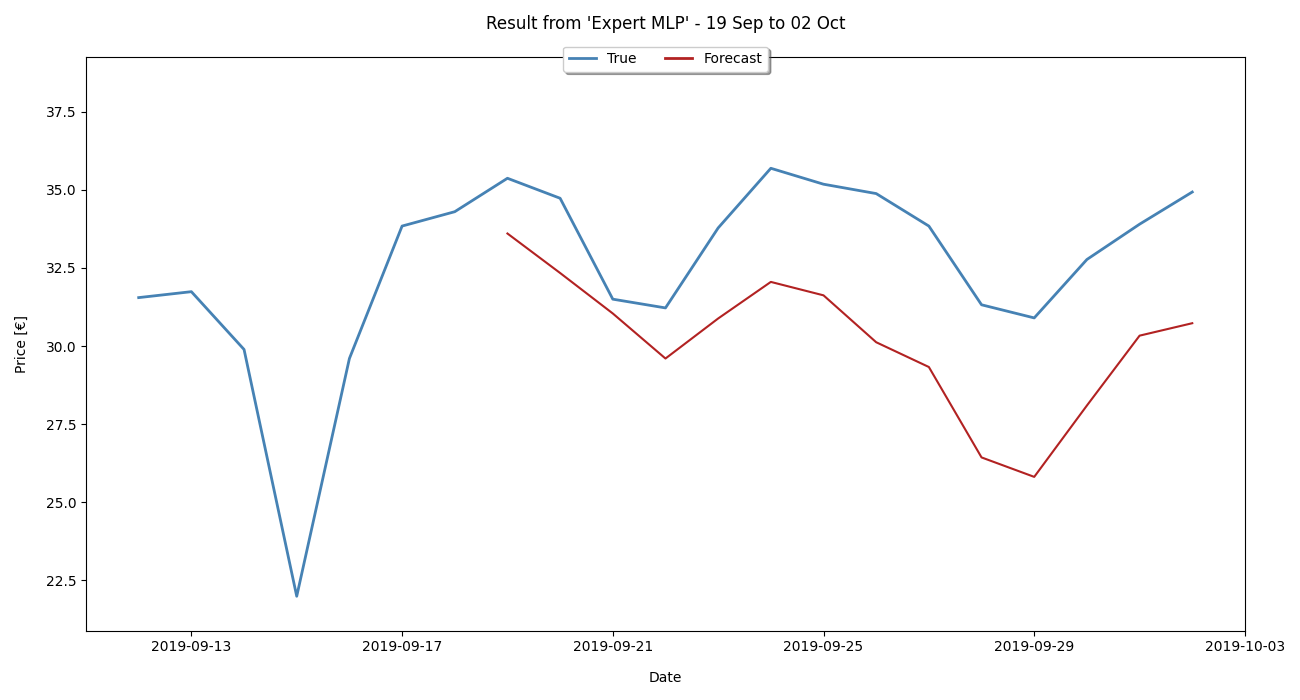 Result from 'Expert MLP' - 19 Sep to 02 Oct
True Forecast
37.5
35.0
32.5
30.0
27.5
25.0
22.5
Price [€]
2019-09-13 2019-09-17 2019-09-21 2019-09-25 2019-09-29 2019-10-03
Date